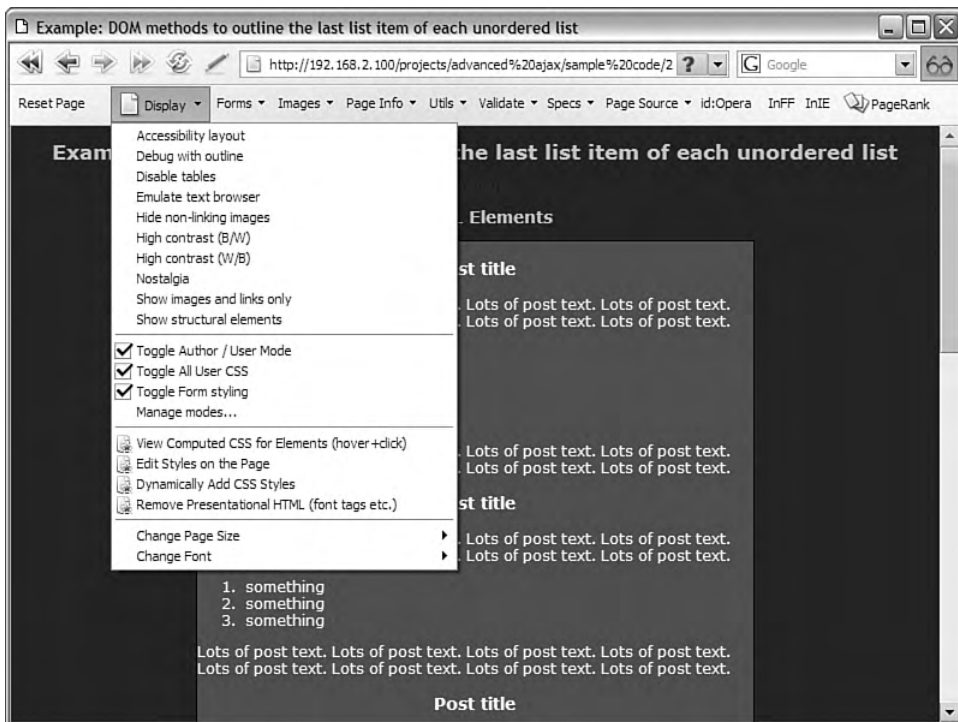 Example: DOM methods to outline the last list item of each unordered list
http://192.168.2.100/projects/advanced%20ajax/sample%20code/2 ? G Google
Reset Page Display Forms Images Page Info Utils Validate Specs Page Source id:Opera InFF InIE PageRank
Exam
he last list item of each unordered list
Accessibility layout
Debug with outline
Disable tables
Emulate text browser
Hide non-linking images
High contrast (B/W)
High contrast (W/B)
Nostalgia
Show images and links only
Show structural elements
Toggle Author / User Mode
Toggle All User CSS
Toggle Form styling
Manage modes...
View Computed CSS for Elements (hover+click)
Edit Styles on the Page
Dynamically Add CSS Styles
Remove Presentational HTML (font tags etc.)
Change Page Size
Change Font
. Elements
st title
. Lots of post text. Lots of post text.
. Lots of post text. Lots of post text.
. Lots of post text. Lots of post text.
. Lots of post text. Lots of post text.
st title
. Lots of post text. Lots of post text.
. Lots of post text. Lots of post text.
1. something
2. something
3. something
Lots of post text. Lots of post text. Lots of post text. Lots of post text.
Lots of post text. Lots of post text. Lots of post text. Lots of post text.
Post title